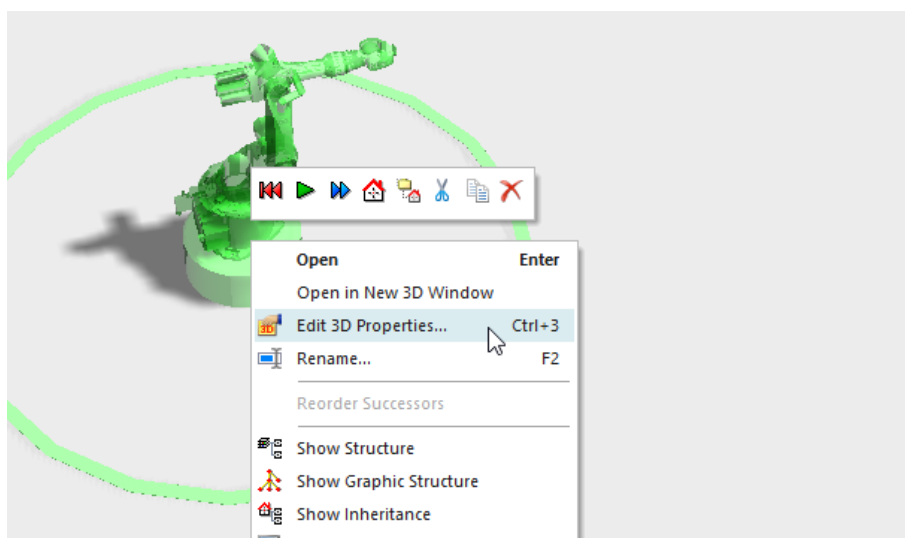 Open Enter
Open in New 3D Window
3D Edit 3D Properties... Ctrl+3
Rename... F2
Reorder Successors
Show Structure
Show Graphic Structure
Show Inheritance